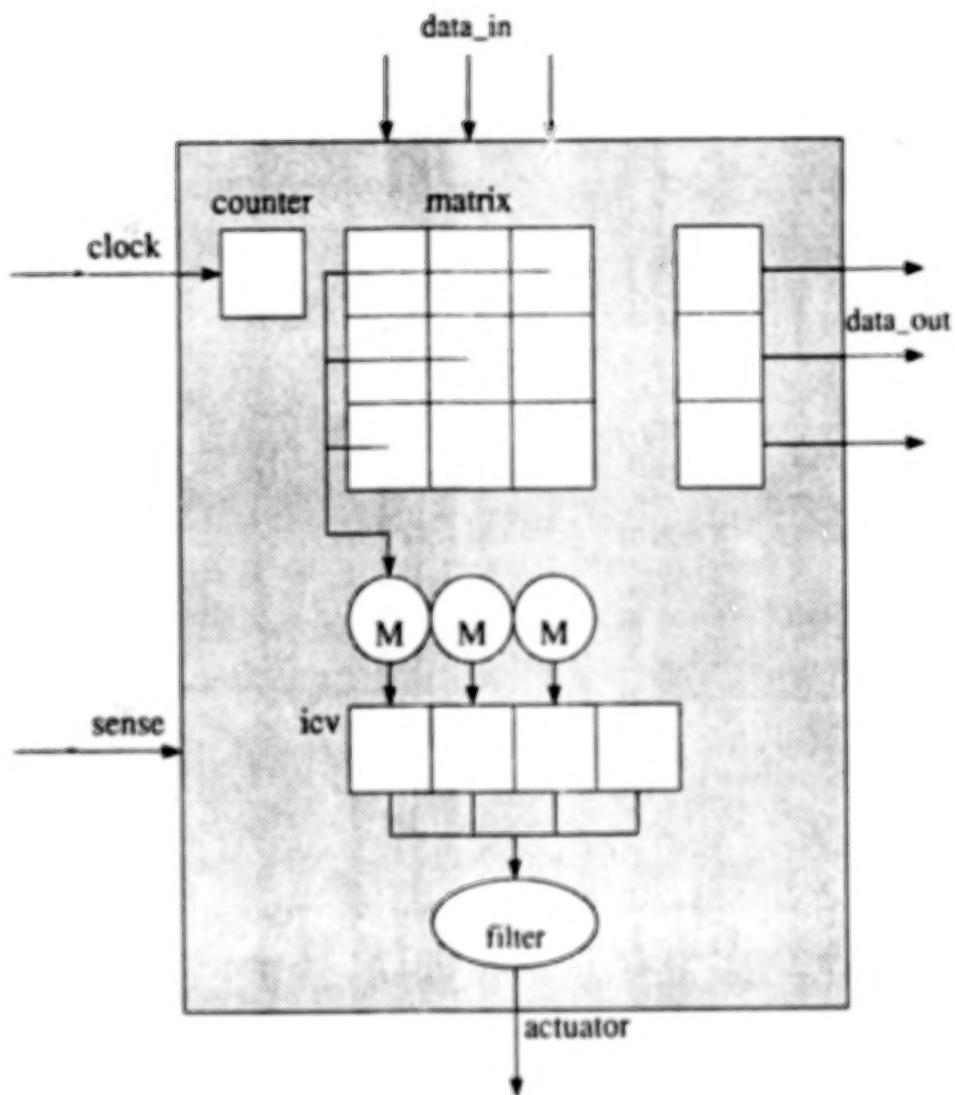 data_in
counter
matrix
clock
data_out
M
M
M
icv
sense
filter
actuator